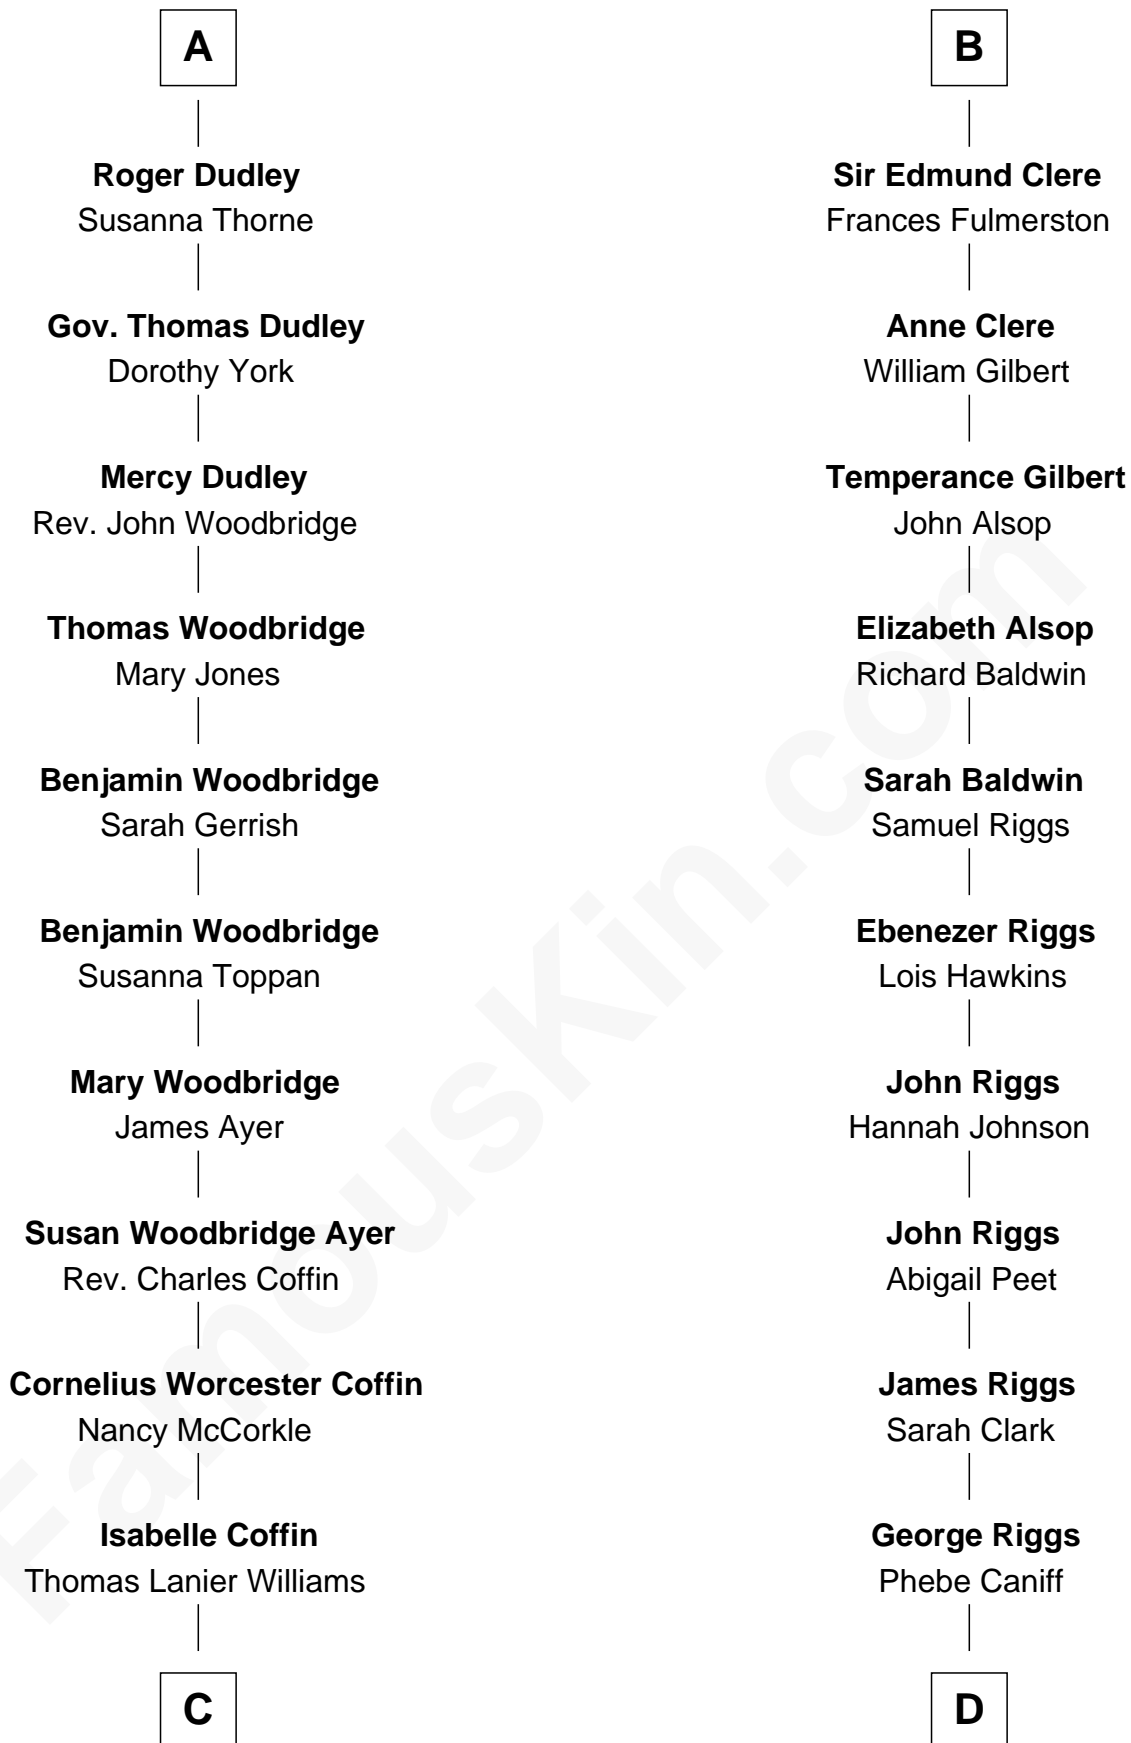 A
Roger Dudley
Susanna Thorne
Gov. Thomas Dudley
Dorothy York
Mercy Dudley
Rev. John Woodbridge
Thomas Woodbridge
Mary Jones
Benjamin Woodbridge
Sarah Gerrish
Benjamin Woodbridge
Susanna Toppan
Mary Woodbridge
James Ayer
Susan Woodbridge Ayer
Rev. Charles Coffin
Cornelius Worcester Coffin
Nancy McCorkle
Isabelle Coffin
Thomas Lanier Williams
C
B
Sir Edmund Clere
Frances Fulmerston
Anne Clere
William Gilbert
Temperance Gilbert
John Alsop
Elizabeth Alsop
Richard Baldwin
Sarah Baldwin
Samuel Riggs
Ebenezer Riggs
Lois Hawkins
John Riggs
Hannah Johnson
John Riggs
Abigail Peet
James Riggs
Sarah Clark
George Riggs
Phebe Caniff
D
FamousKin.com